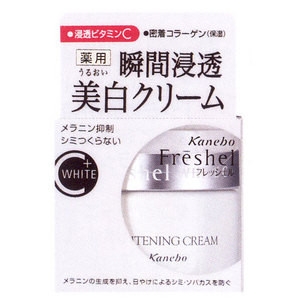 ●浸透ビタミンC ●密着コラーゲン(保湿)
薬用
うるおい
瞬間浸透
美白クリーム
メラニン抑制
シミつくらない
C+
WHITE
Kanebo
Freshel
フレッシェル
TENING CREAM
Kanebo
メラニンの生成を抑え、日やけによるシミ・ソバカスを防ぐ